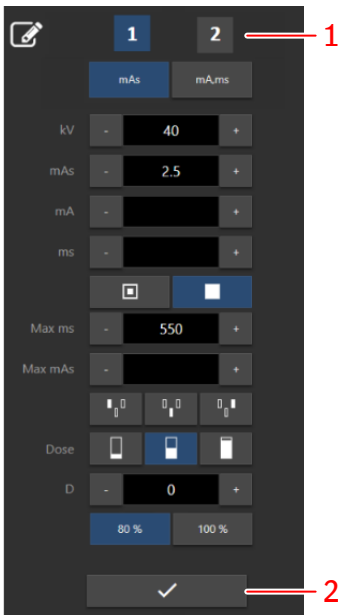 1 2 1
mAs mA,ms
kV - 40 +
mAs - 2.5 +
mA - +
ms - +
Max ms - 550 +
Max mAs - +
Dose
D - 0 +
80 % 100 %
2